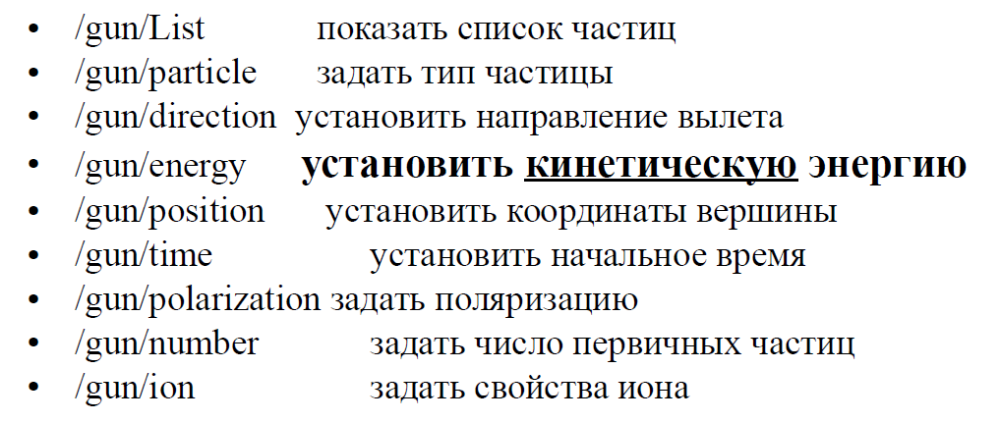 • /gun/List показать список частиц
• /gun/particle задать тип частицы
• /gun/direction установить направление вылета
• /gun/energy установить кинетическую энергию
• /gun/position установить координаты вершины
• /gun/time установить начальное время
• /gun/polarization задать поляризацию
• /gun/number задать число первичных частиц
• /gun/ion задать свойства иона